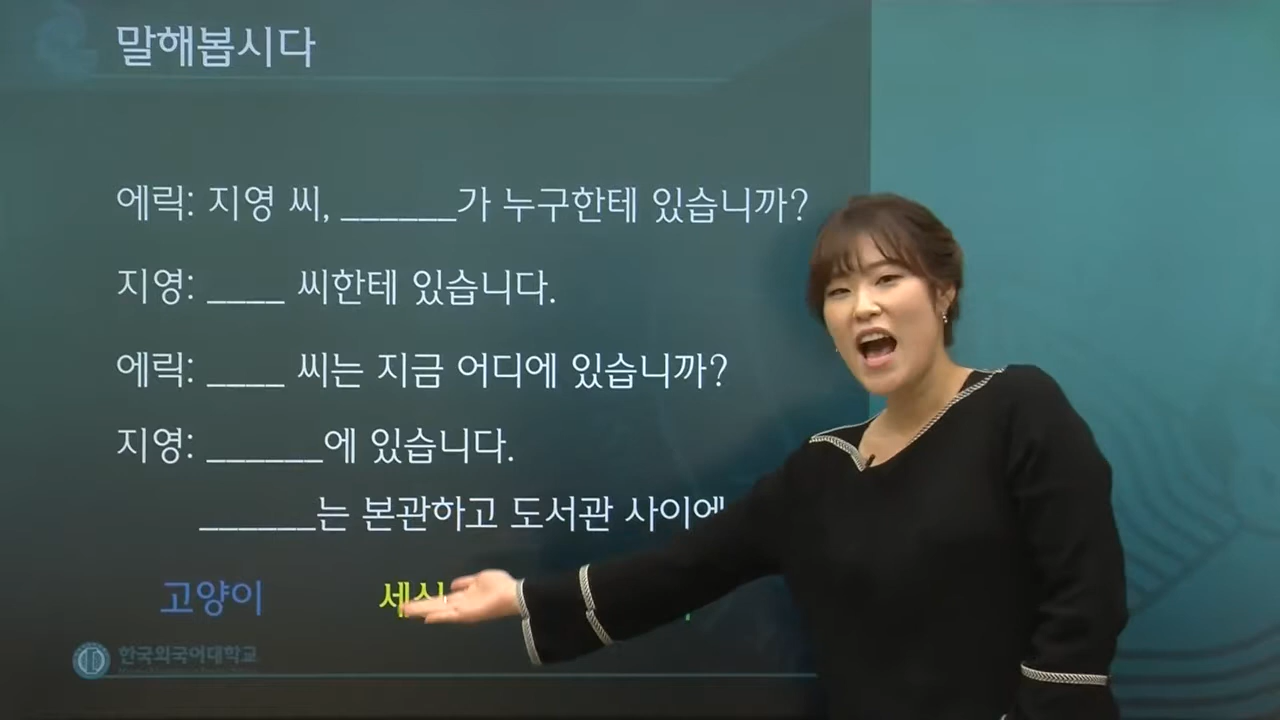 말해봅시다
에릭: 지영 씨, ______가 누구한테 있습니까?
지영: ____ 씨한테 있습니다.
에릭: ____ 씨는 지금 어디에 있습니까?
지영: ______에 있습니다.
______는 본관하고 도서관 사이에
고양이
한국외국어대학교